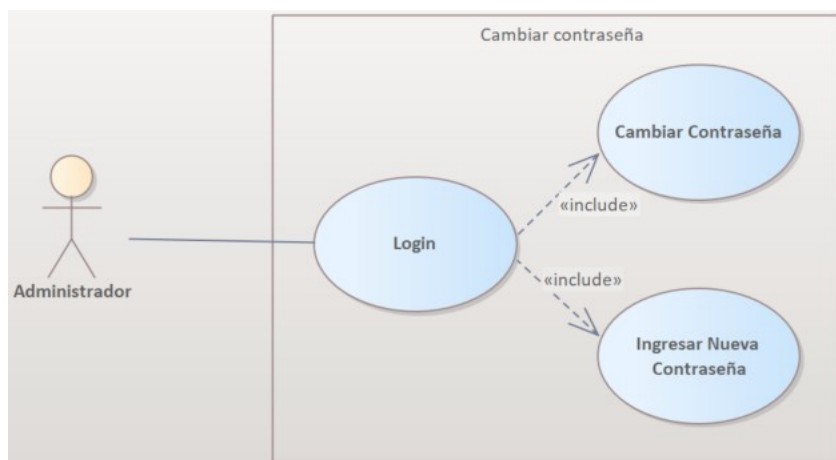 Cambiar contraseña
Cambiar Contraseña
«include»
Login
«include»
Administrador
Ingresar Nueva
Contraseña